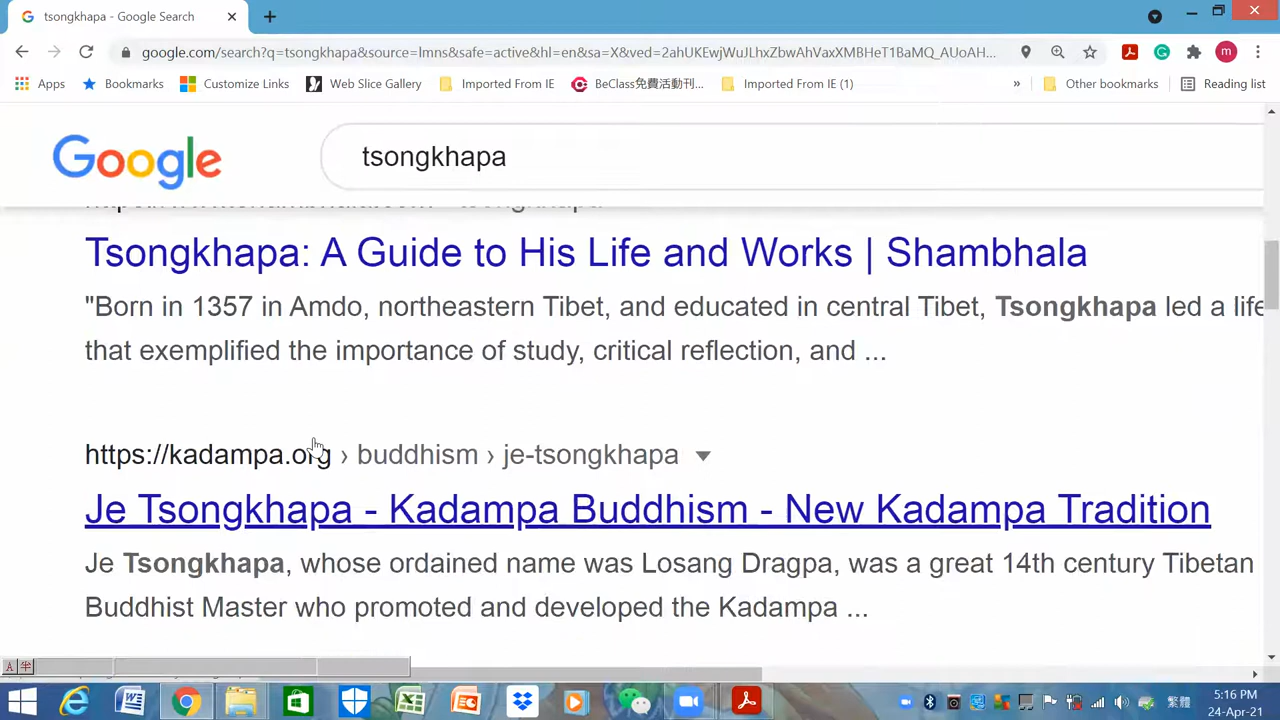 tsongkhapa - Google Search
google.com/search?q=tsongkhapa&source=lmns&safe=active&hl=en&sa=X&ved=2ahUKEwjWuJLhxZbwAhVaxXMBHeT1BaMQ_AUoAH...
m
Apps Bookmarks Customize Links Web Slice Gallery Imported From IE BeClass免費活動刊... Imported From IE (1) » Other bookmarks Reading list
Google tsongkhapa
Tsongkhapa: A Guide to His Life and Works | Shambhala
"Born in 1357 in Amdo, northeastern Tibet, and educated in central Tibet, Tsongkhapa led a life
that exemplified the importance of study, critical reflection, and ...
https://kadampa.org › buddhism › je-tsongkhapa
Je Tsongkhapa - Kadampa Buddhism - New Kadampa Tradition
Je Tsongkhapa, whose ordained name was Losang Dragpa, was a great 14th century Tibetan
Buddhist Master who promoted and developed the Kadampa ...
A 半
繁體 5:16 PM
24-Apr-21